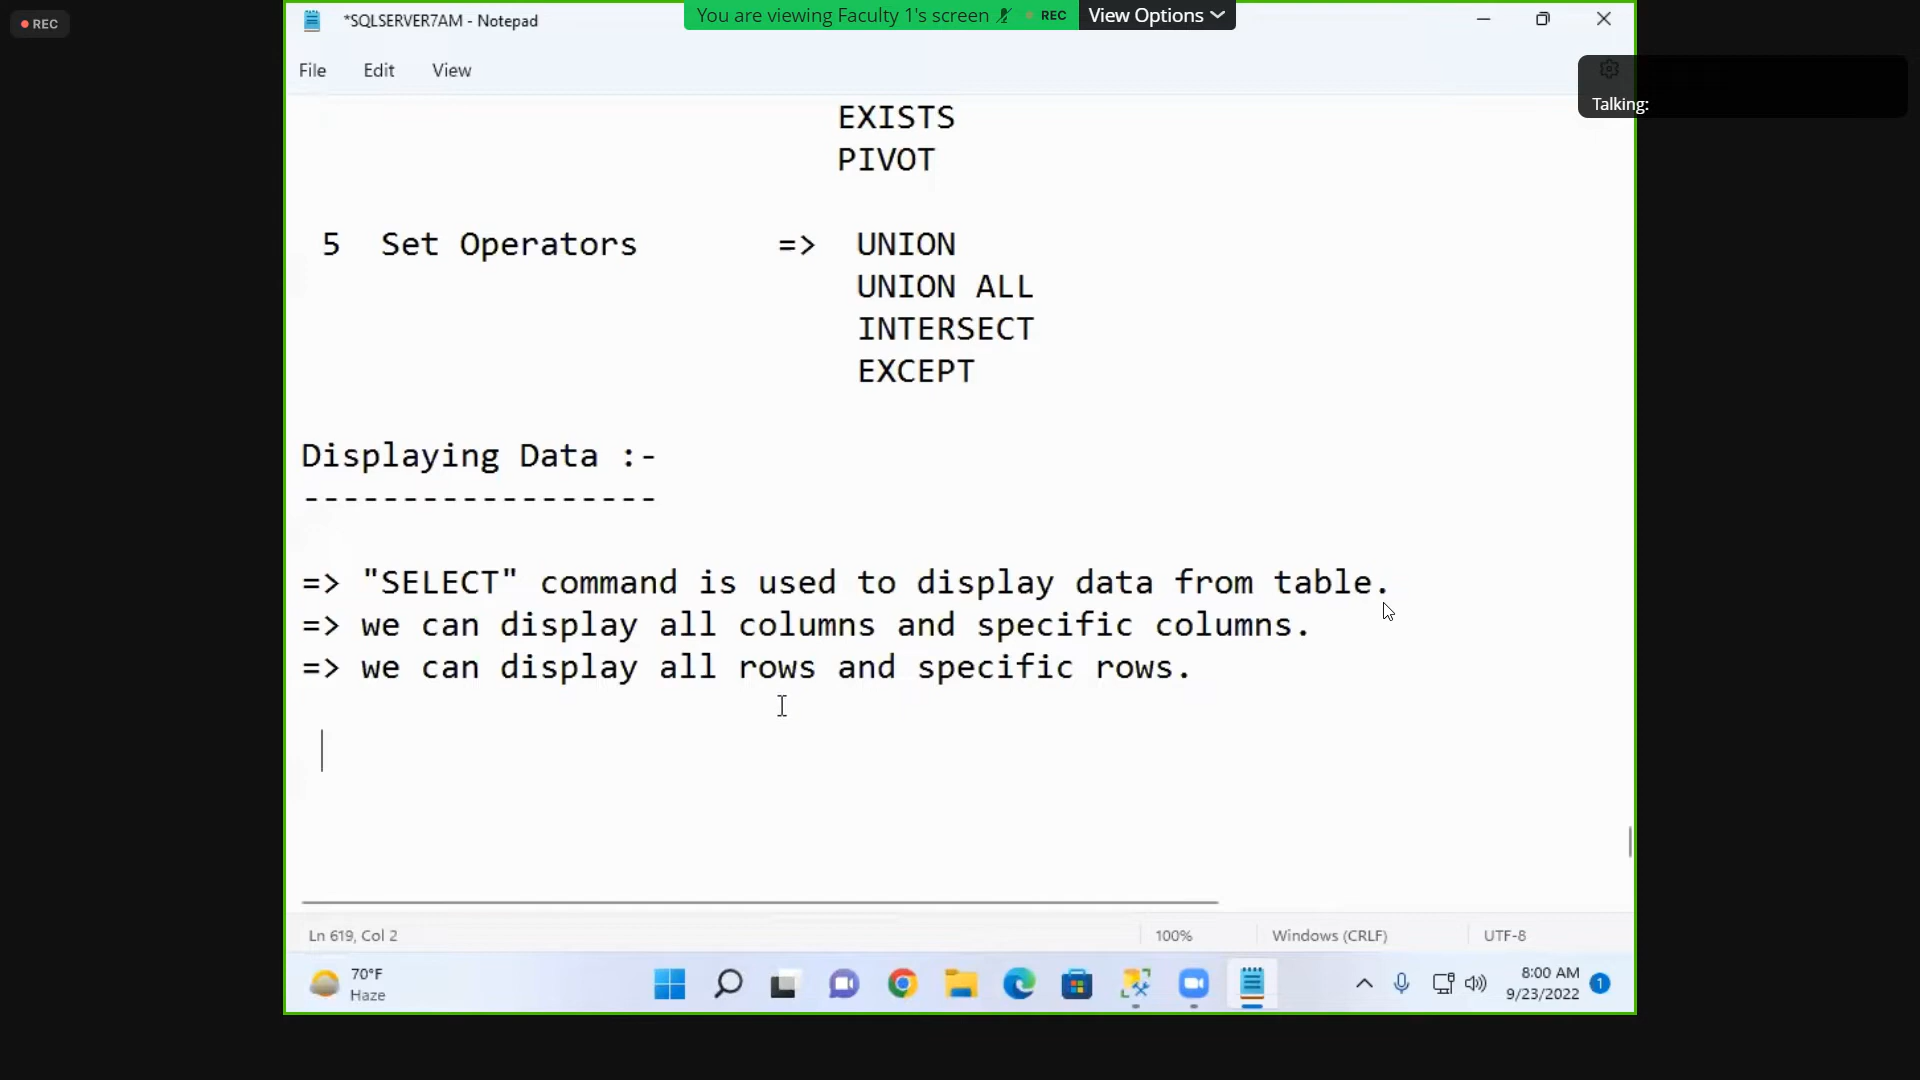 REC
*SQLSERVER7AM - Notepad
You are viewing Faculty 1's screen
REC
View Options
File Edit View
Talking:
EXISTS
PIVOT
5 Set Operators => UNION
UNION ALL
INTERSECT
EXCEPT
Displaying Data :-
------------------
=> "SELECT" command is used to display data from table.
=> we can display all columns and specific columns.
=> we can display all rows and specific rows.
Ln 619, Col 2 100% Windows (CRLF) UTF-8
70°F
Haze
8:00 AM
9/23/2022
1